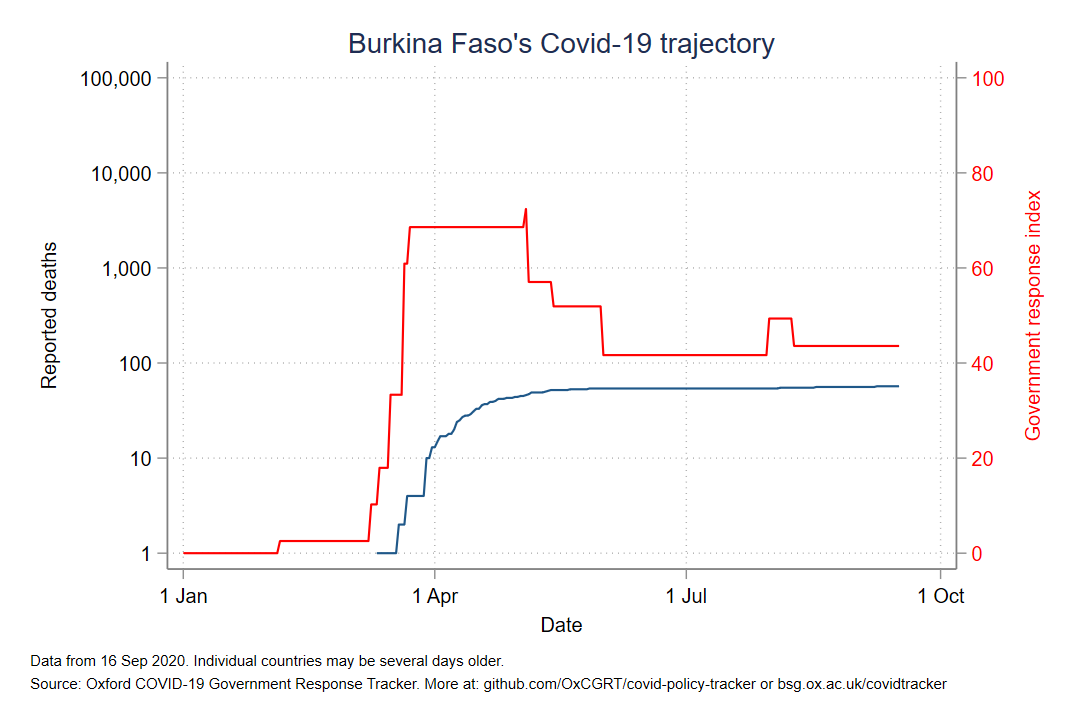 Burkina Faso's Covid-19 trajectory
100,000
10,000
1,000
100
10
1
Reported deaths
100
80
60
40
20
0
Government response index
1 Jan
1 Apr
1 Jul
1 Oct
Date
Data from 16 Sep 2020. Individual countries may be several days older.
Source: Oxford COVID-19 Government Response Tracker. More at: github.com/OxCGRT/covid-policy-tracker or bsg.ox.ac.uk/covidtracker